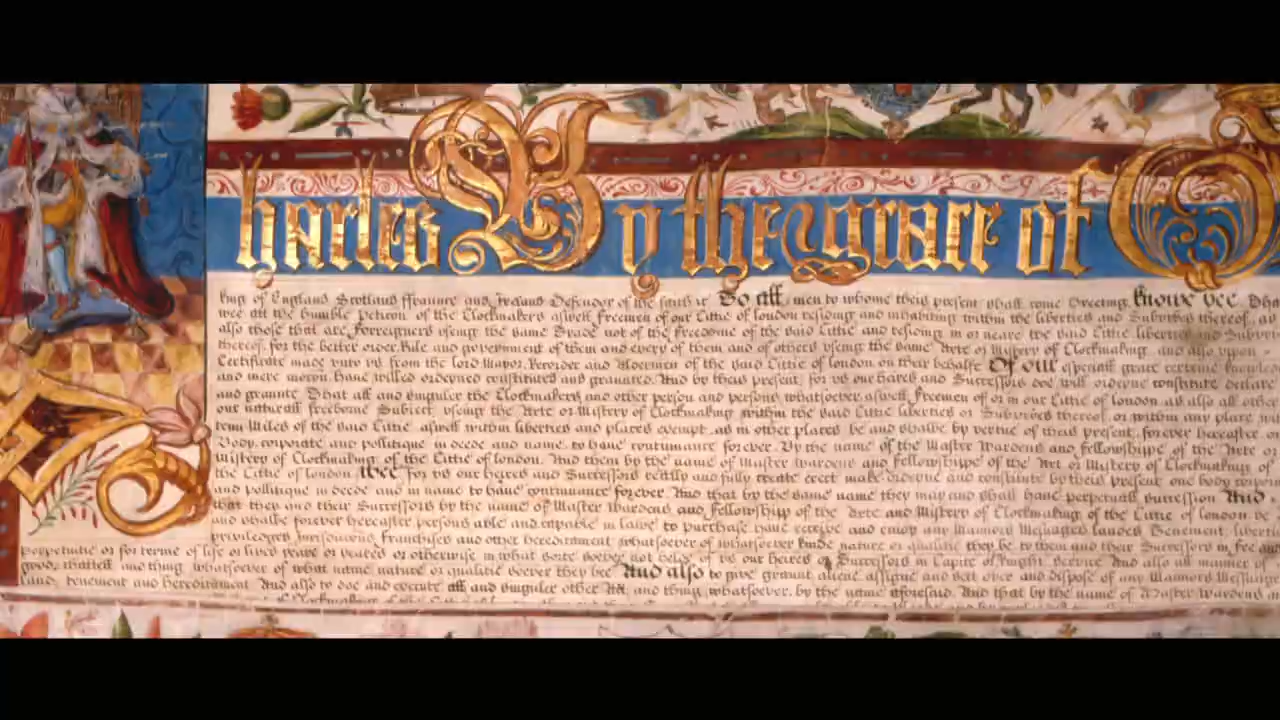 harles By the grace of
king of England Scotland ffraunce and Ireland Defendor of the faith &c To all men to whome theis present shall come Greeting knowe yee
wee att the humble peticon of the Clockmakers aswell Freemen of our Cittie of london residing and inhabiting within the liberties and Suburbes thereof, as
also those that are Forreigners useing the same Trade not of the Freedome of the said Cittie and residing in or neare the said Cittie liberties and
thereof, for the better order, Rule and government of them and every of them and of others useing the same Arte or Mistery of Clockmaking, and also upon
Certificate made unto us from the lord Mayor, Recorder and Aldermen of the said Cittie of london on their behalfe Of our especiall grace certeine
and meere mocon, have willed ordeyned constituted and graunted. And by theis present, for us our heires and Successors doe will ordeyne constitute declare
and graunte That all and singuler the Clockmakers and other person and persons whatsoever aswell Freemen of or in our Cittie of london as also all other
our naturall freeborne Subject, useing the Arte or Mistery of Clockmaking within the said Cittie liberties or Suburbes thereof, or within any place
tenn Miles of the said Cittie aswell within liberties and places exempt, as in other places be and shalbe by vertue of theis present, forever hereafter, one
Body, corporate and pollitique in deede and name, to have continuance forever, By the name of the Master Wardens and Fellowshipp of the Arte or
Mistery of Clockmaking of the Cittie of london. And them by the name of Master Wardens and Fellowshipp of the Art or Mistery of Clockmaking of
the Cittie of london Wee for us our heires and Successors really and fully create erect make ordeyne and constitute by theis present one body
and pollitique in deede and in name to have continuance forever, And that by the same name they may and shall have perpetuall succession And
that they and their Successors by the name of Master Wardens and Fellowshipp of the Arte and Mistery of Clockmaking of the Cittie of london be
and shalbe forever hereafter persons able and capable in lawe to purchase have receive and enioy any Mannors Messuages landes Tenement, liberties
priviledges Jurisdiccons Franchises and other hereditament whatsoever of whatsoever kinde nature or qualitie they be to them and their Successors in Fee and
perpetuitie or for terme of life or lives yeare or yeares or otherwise in what sorte soever not beld of us our heires or Successors in Capite or Knight Service And also all manner of
good, chattell and thing whatsoever of what name nature or qualitie soever they bee And also to give graunt aliene assigne and sett over and dispose of any Mannors Messuages
land, tenement and hereditament And also to doe and execute all and singuler other Act and thing whatsoever, by the name aforesaid. And that by the name of Master Wardens and
of Clockmaking of the